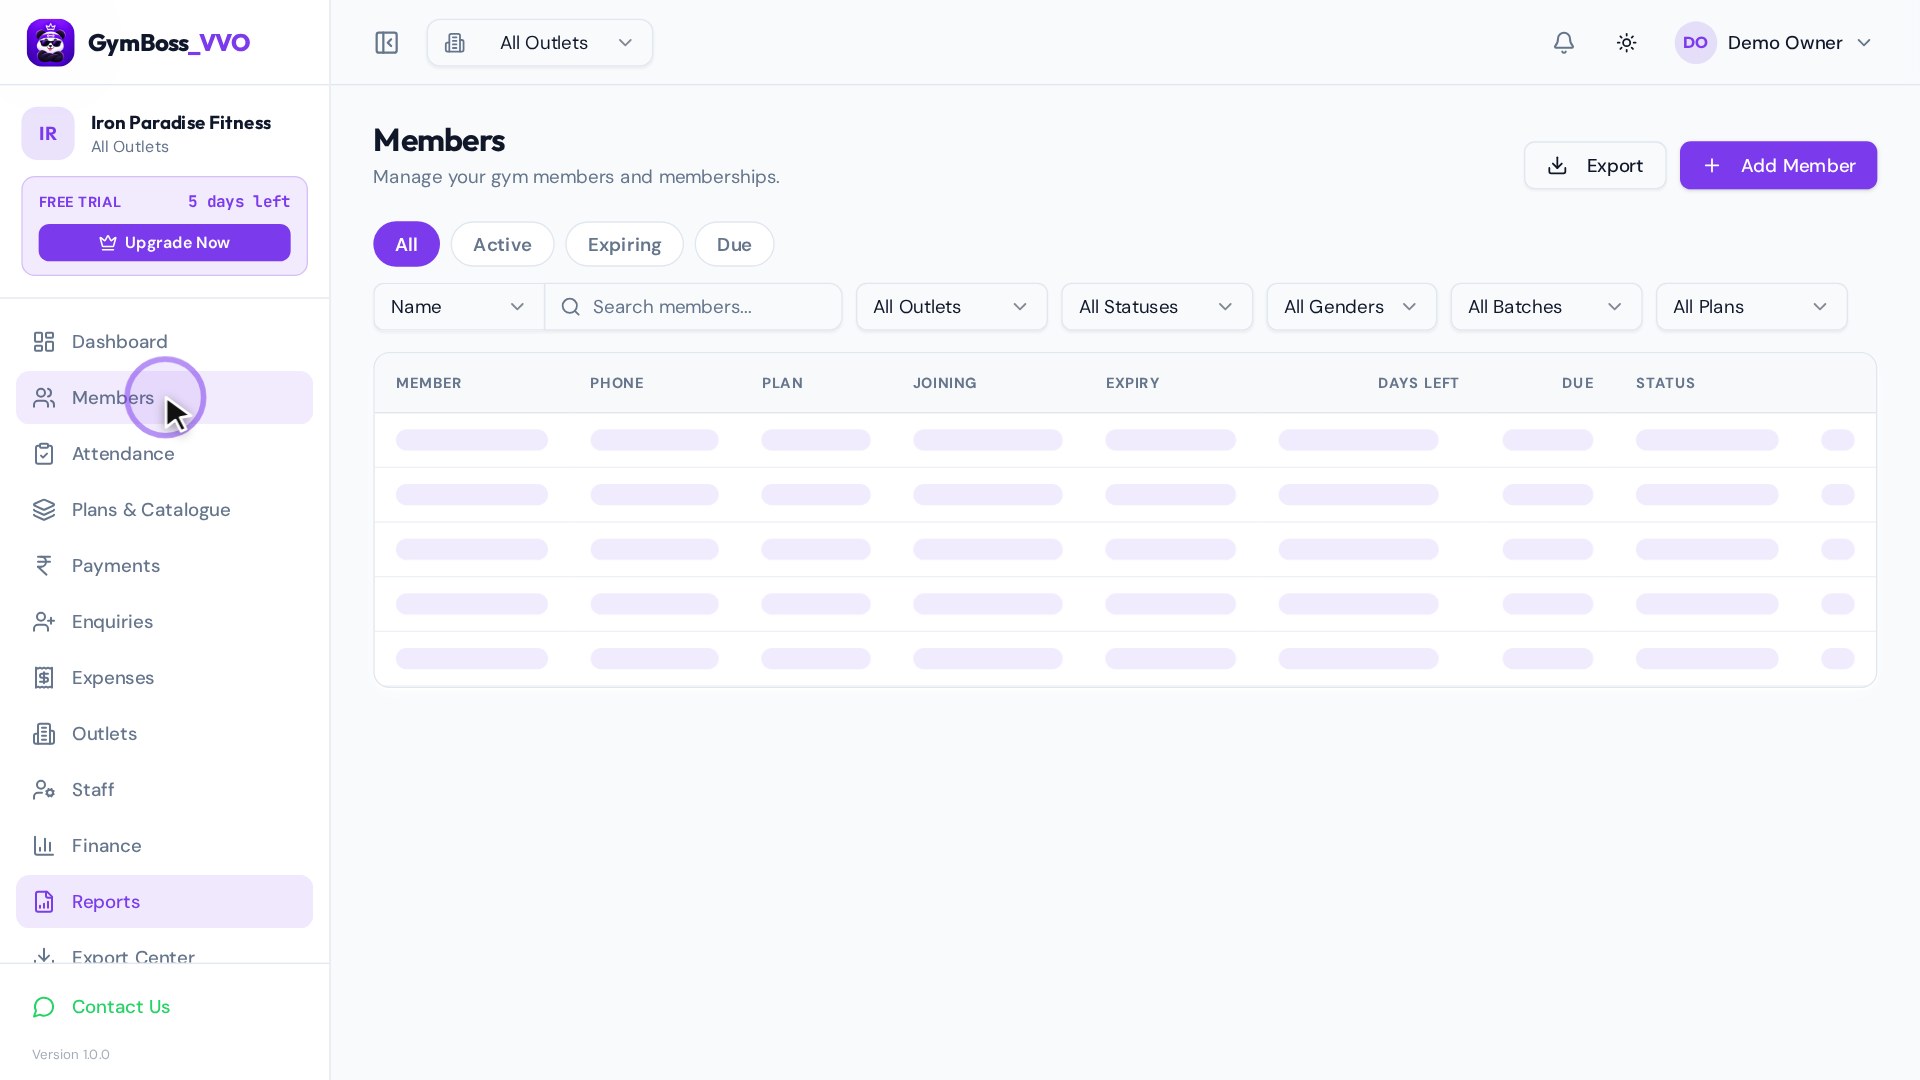 GymBoss_VVO
All Outlets
DO
Demo Owner
IR
Iron Paradise Fitness
All Outlets
FREE TRIAL
5 days left
Upgrade Now
Dashboard
Members
Attendance
Plans & Catalogue
Payments
Enquiries
Expenses
Outlets
Staff
Finance
Reports
Export Center
Contact Us
Version 1.0.0
Members
Manage your gym members and memberships.
Export
Add Member
All
Active
Expiring
Due
Name
Search members...
All Outlets
All Statuses
All Genders
All Batches
All Plans
MEMBER
PHONE
PLAN
JOINING
EXPIRY
DAYS LEFT
DUE
STATUS